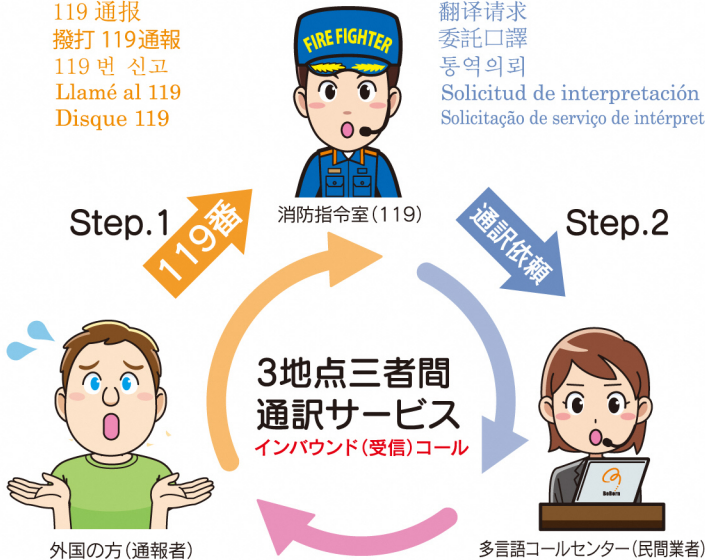 119 通报
撥打 119通報
119 번 신고
Llamé al 119
Disque 119
FIRE FIGHTER
翻译请求
委託口譯
통역의뢰
Solicitud de interpretación
Solicitação de serviço de intérpret
消防指令室(119)
Step.1
119番
通訳依頼
Step.2
3地点三者間
通訳サービス
インバウンド(受信)コール
外国の方(通報者)
多言語コールセンター(民間業者)